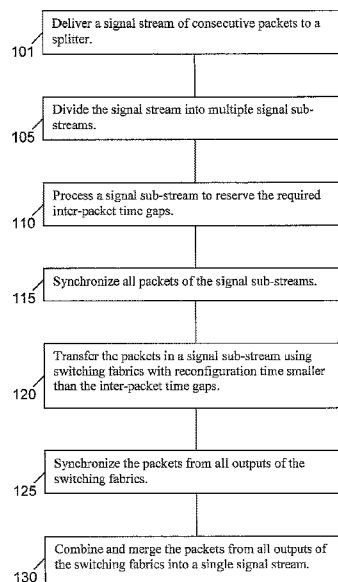 Deliver a signal stream of consecutive packets to a
splitter.
101
Divide the signal stream into multiple signal sub-
streams.
105
Process a signal sub-stream to reserve the required
inter-packet time gaps.
110
Synchronize all packets of the signal sub-streams.
115
Transfer the packets in a signal sub-stream using
switching fabrics with reconfiguration time smaller
than the inter-packet time gaps.
120
Synchronize the packets from all outputs of the
switching fabrics.
125
Combine and merge the packets from all outputs of
the switching fabrics into a single signal stream.
130